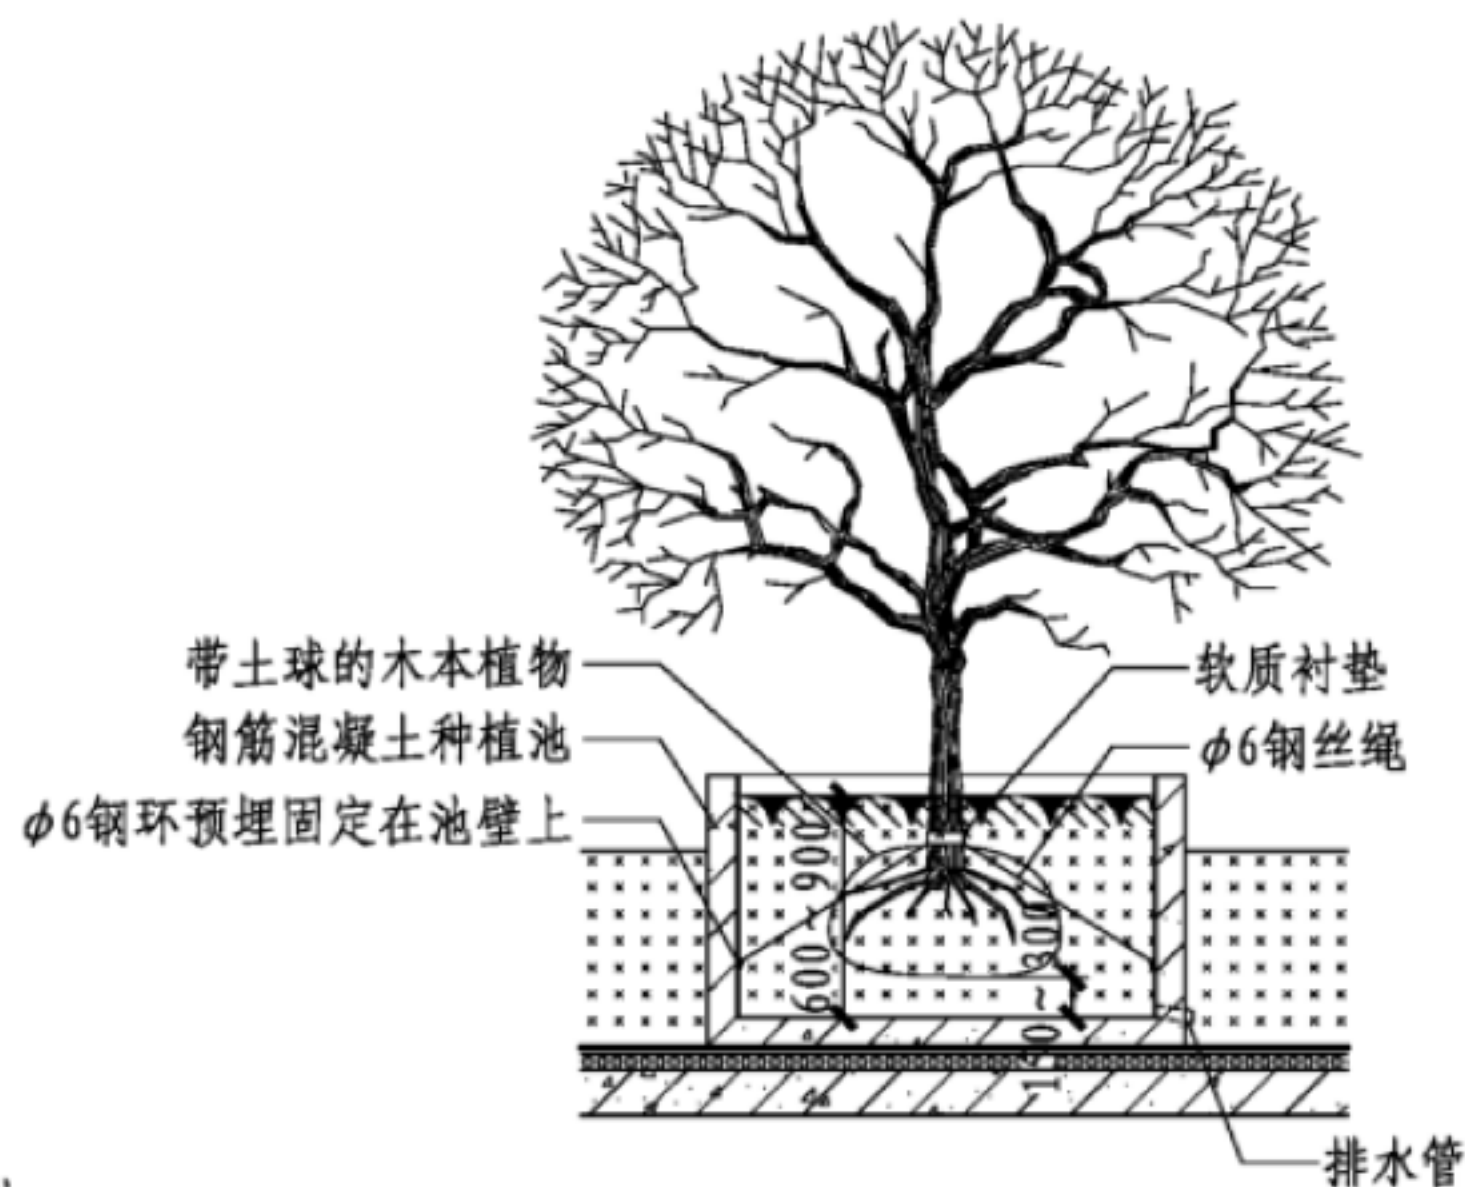 带土球的木本植物
软质衬垫
钢筋混凝土种植池
ϕ6钢丝绳
ϕ6钢环预埋固定在池壁上
600～900
150～300
排水管